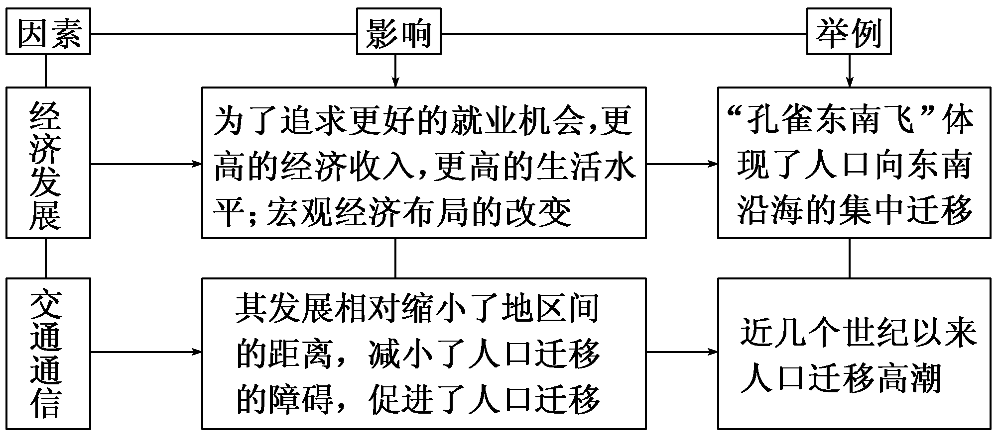 因素
影响
举例
经济发展
为了追求更好的就业机会,更
高的经济收入,更高的生活水
平;宏观经济布局的改变
“孔雀东南飞”体
现了人口向东南
沿海的集中迁移
交通通信
其发展相对缩小了地区间
的距离,减小了人口迁移
的障碍,促进了人口迁移
近几个世纪以来
人口迁移高潮